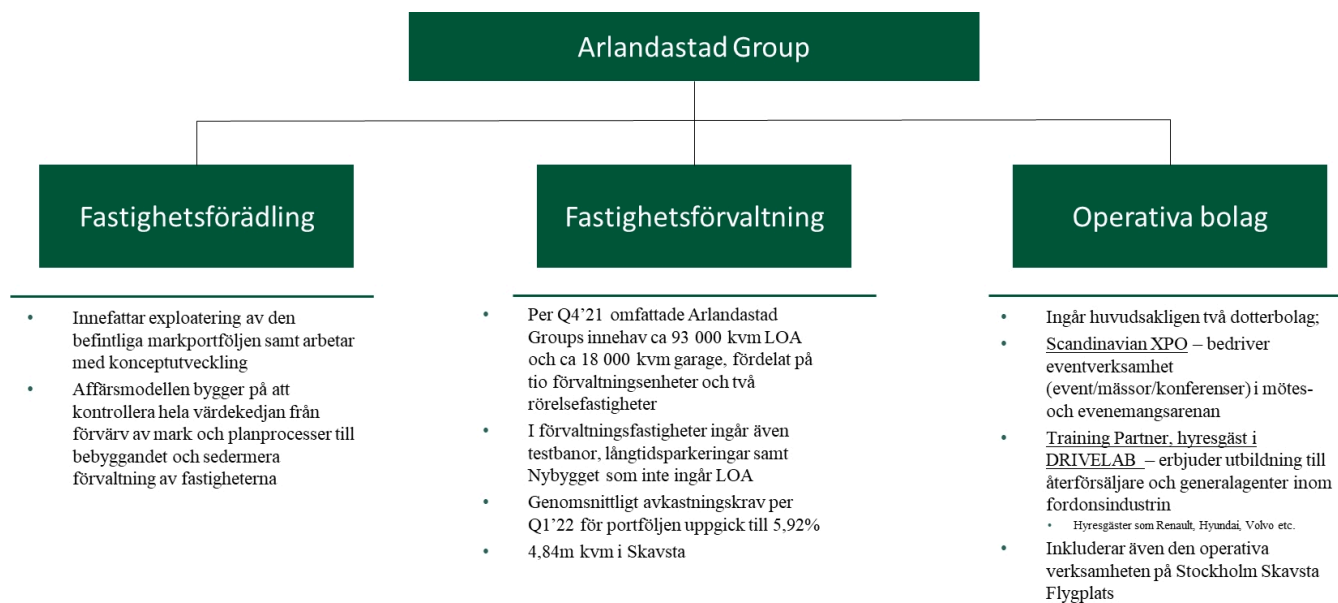 Arlandastad Group
Fastighetsförädling
• Innefattar exploatering av den
befintliga markportföljen samt arbetar
med konceptutveckling
• Affärsmodellen bygger på att
kontrollera hela värdekedjan från
förvärv av mark och planprocesser till
bebyggandet och sedermera
förvaltning av fastigheterna
Fastighetsförvaltning
• Per Q4’21 omfattade Arlandastad
Groups innehav ca 93 000 kvm LOA
och ca 18 000 kvm garage, fördelat på
tio förvaltningsenheter och två
rörelsefastigheter
• I förvaltningsfastigheter ingår även
testbanor, långtidsparkeringar samt
Nybygget som inte ingår LOA
• Genomsnittligt avkastningskrav per
Q1’22 för portföljen uppgick till 5,92%
• 4,84m kvm i Skavsta
Operativa bolag
• Ingår huvudsakligen två dotterbolag;
• Scandinavian XPO – bedriver
eventverksamhet
(event/mässor/konferenser) i mötes-
och evenemangsarenan
• Training Partner, hyresgäst i
DRIVELAB – erbjuder utbildning till
återförsäljare och generalagenter inom
fordonsindustrin
• Hyresgäster som Renault, Hyundai, Volvo etc.
• Inkluderar även den operativa
verksamheten på Stockholm Skavsta
Flygplats